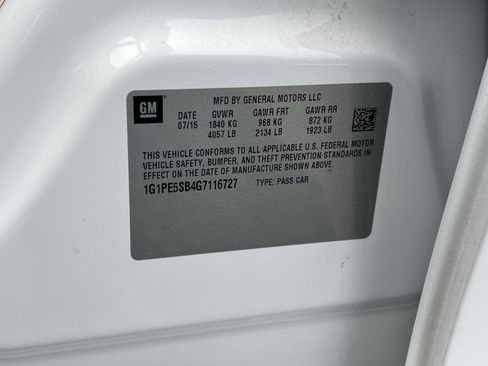 GM
MFD BY GENERAL MOTORS LLC
DATE GVWR GAWR FRT GAWR RR
07/15 1840 KG 968 KG 872 KG
4057 LB 2134 LB 1923 LB
THIS VEHICLE CONFORMS TO ALL APPLICABLE U.S. FEDERAL MOTOR
VEHICLE SAFETY, BUMPER, AND THEFT PREVENTION STANDARDS IN
EFFECT ON THE DATE OF MANUFACTURE SHOWN ABOVE.
1G1PE5SB4G7116727 TYPE: PASS CAR